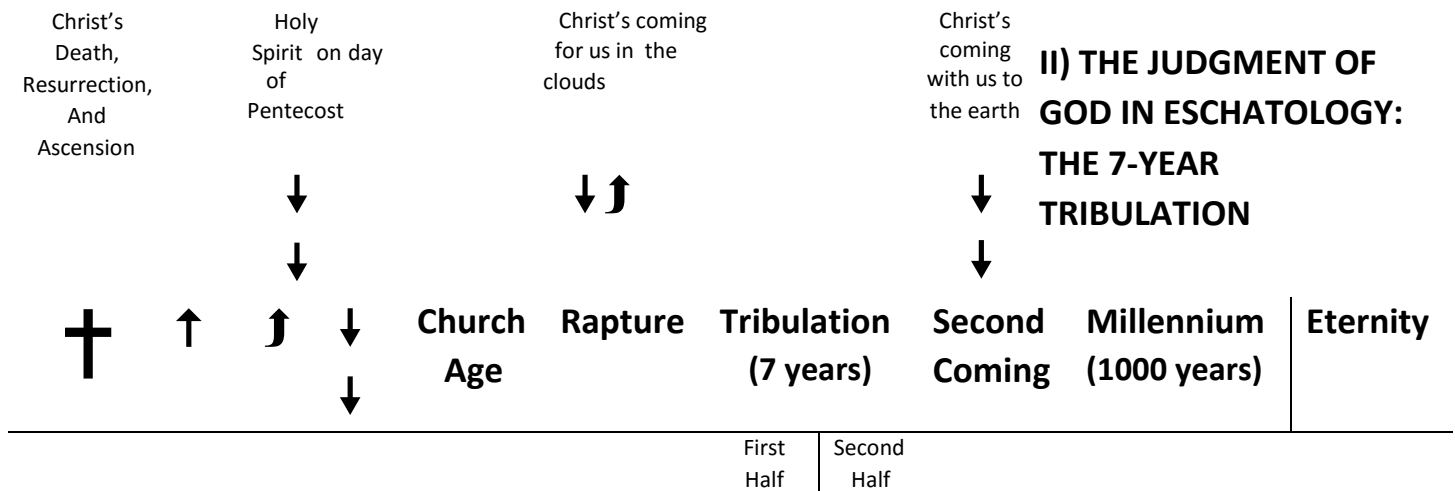 Christ’s
Death,
Resurrection,
And
Ascension
Holy
Spirit on day
of
Pentecost
Christ’s coming
for us in the
clouds
Christ’s
coming
with us to
the earth
II) THE JUDGMENT OF
GOD IN ESCHATOLOGY:
THE 7-YEAR
TRIBULATION
Church
Age
Rapture
Tribulation
(7 years)
Second
Coming
Millennium
(1000 years)
Eternity
First
Half
Second
Half